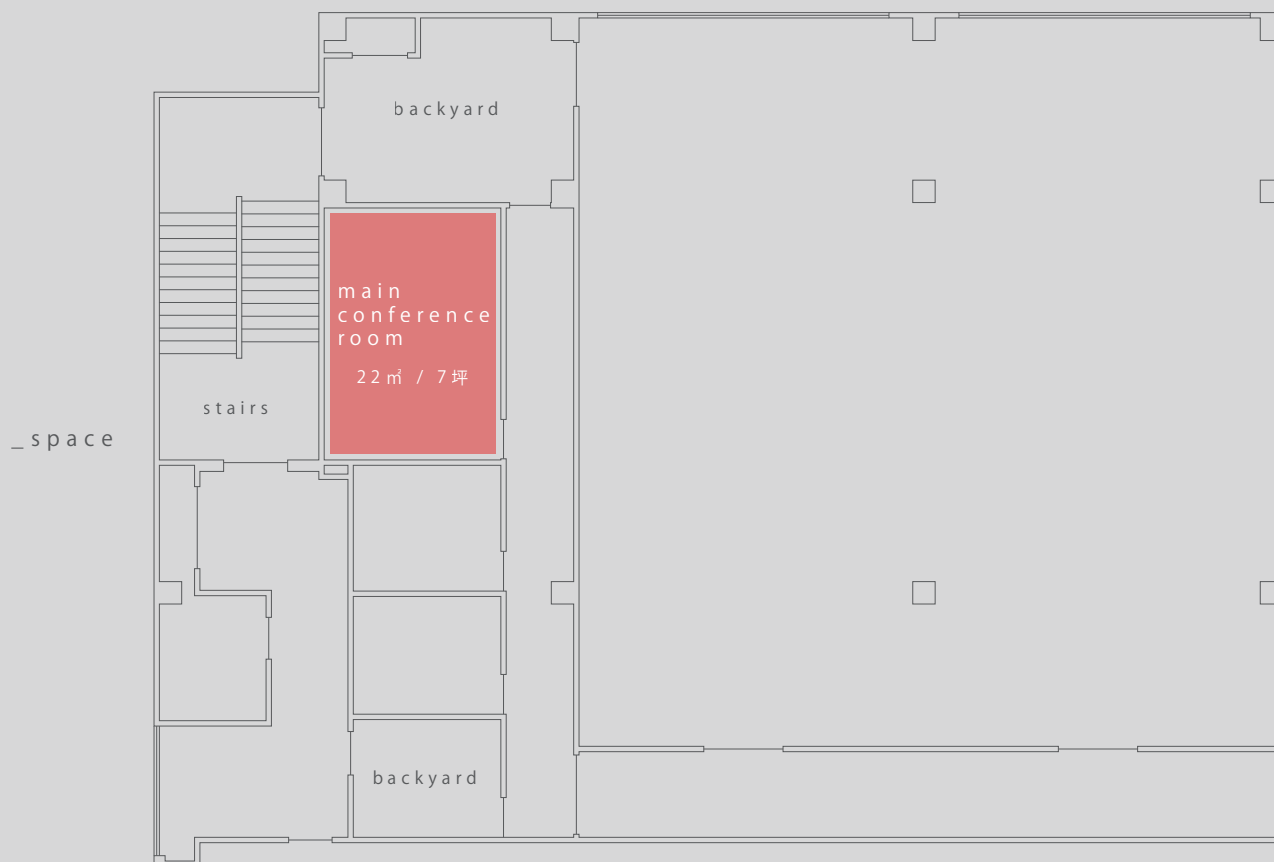 backyard
main
conference
room
22㎡ / 7坪
stairs
_space
backyard